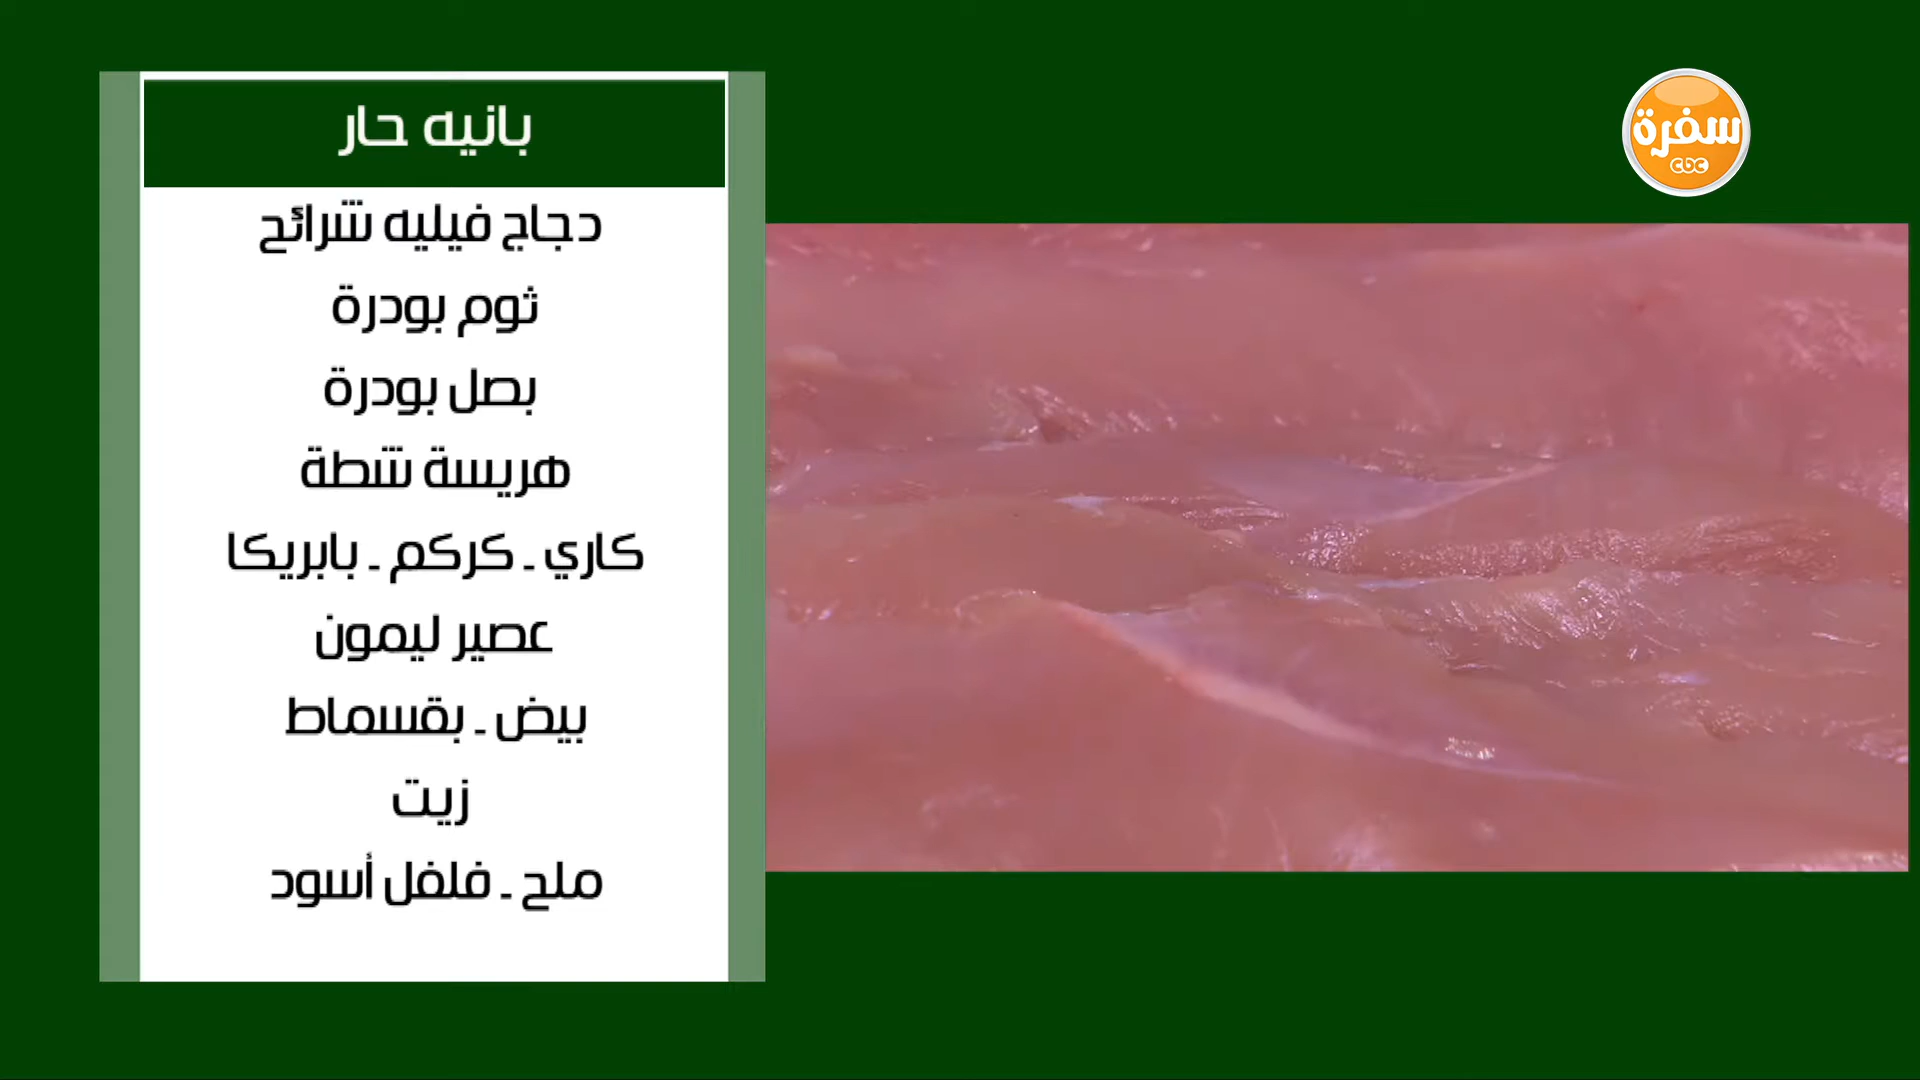 بانيه حار
دجاج فيليه شرائح
ثوم بودرة
بصل بودرة
هريسة شطة
كاري - كركم - بابريكا
عصير ليمون
بيض - بقسماط
زيت
ملح - فلفل أسود
سفرة
cbc